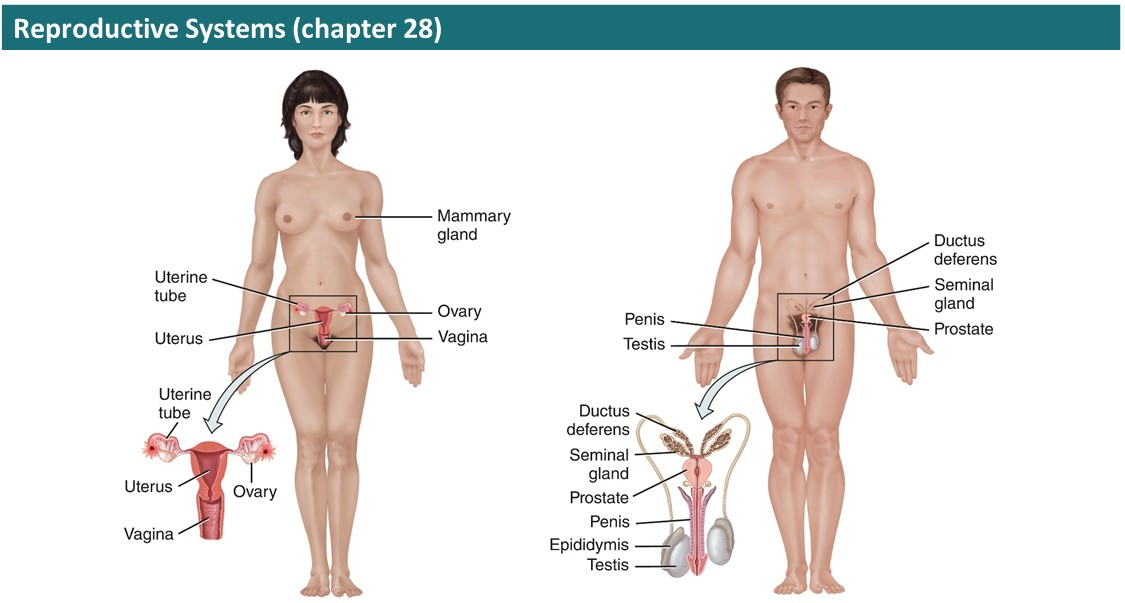 Reproductive Systems (chapter 28)
Mammary
gland
Uterine
tube
Ovary
Uterus
Vagina
Uterine
tube
Uterus
Ovary
Vagina
Ductus
deferens
Seminal
gland
Penis
Prostate
Testis
Ductus
deferens
Seminal
gland
Prostate
Penis
Epididymis
Testis